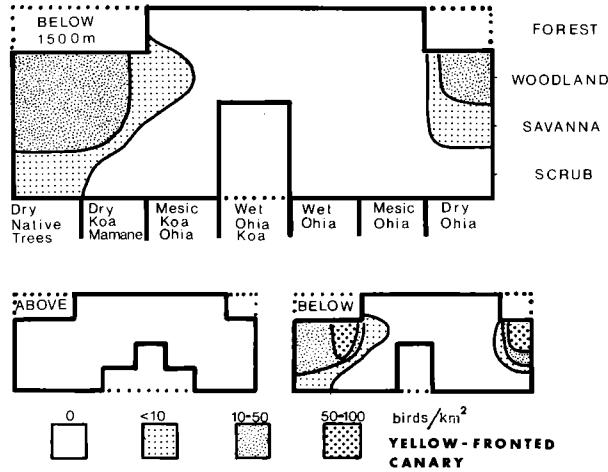 BELOW
1500m
FOREST
WOODLAND
SAVANNA
SCRUB
Dry
Native
Trees
Dry
Koa
Mamane
Mesic
Koa
Ohia
Wet
Ohia
Koa
Wet
Ohia
Mesic
Ohia
Dry
Ohia
ABOVE
BELOW
0 <10 10-50 50-100 birds/km²
YELLOW-FRONTED
CANARY